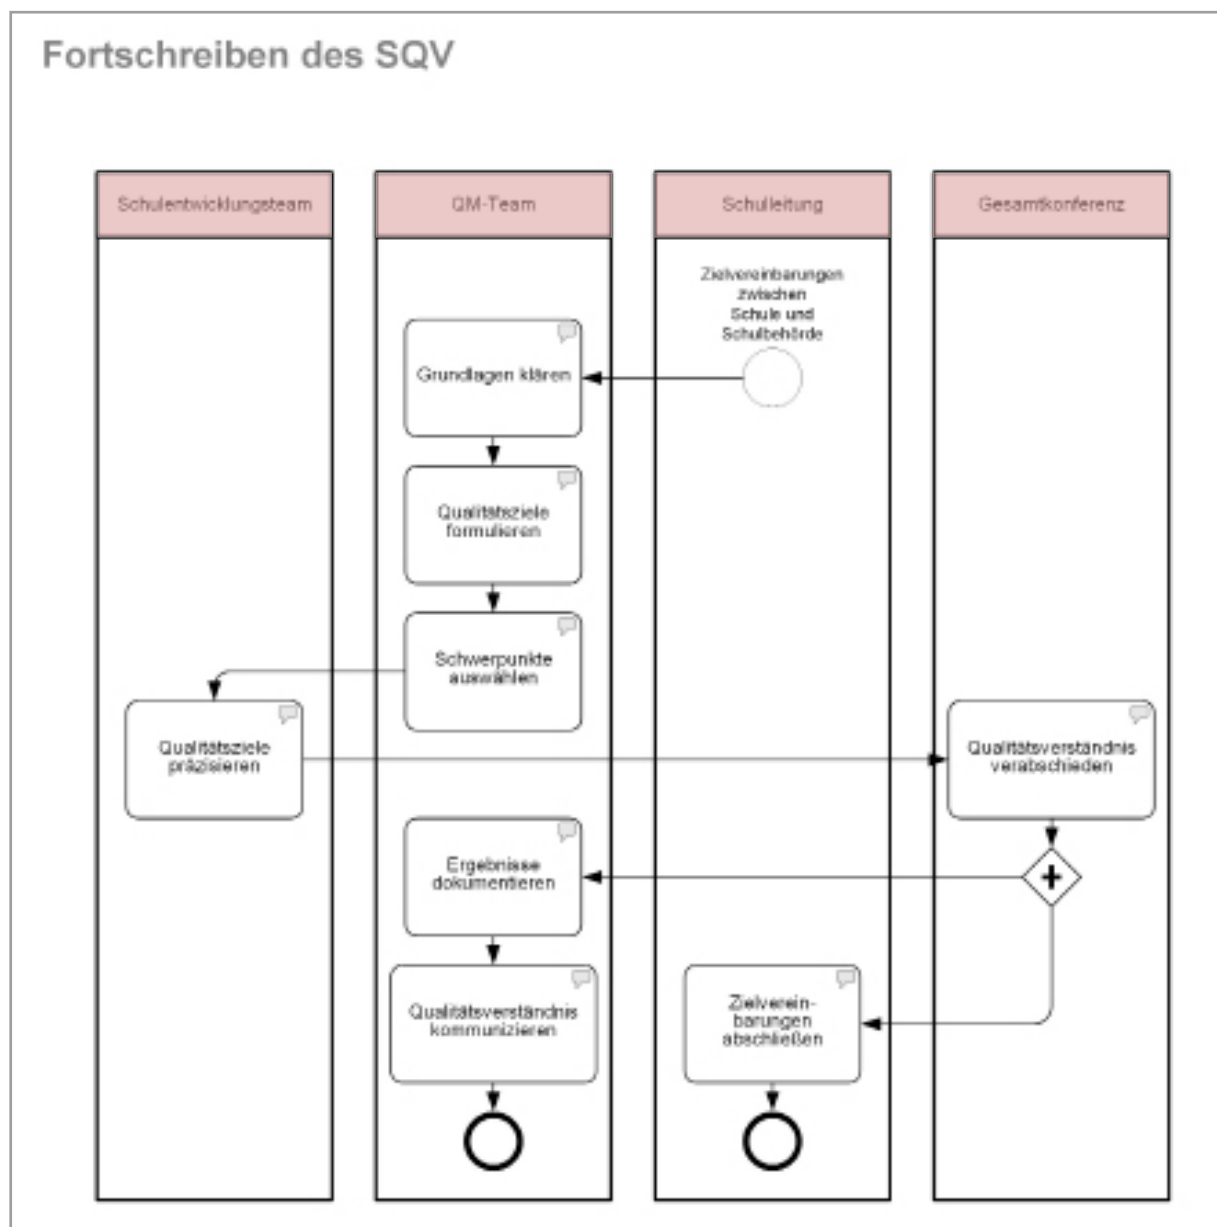 Fortschreiben des SQV
Schulentwicklungsteam
QM-Team
Schulleitung
Gesamtkonferenz
Zielvereinbarungen
zwischen
Schule und
Schulbehörde
Grundlagen klären
Qualitätsziele
formulieren
Schwerpunkte
auswählen
Qualitätsziele
präzisieren
Qualitätsverständnis
verabschieden
Ergebnisse
dokumentieren
Qualitätsverständnis
kommunizieren
Zielverein-
barungen
abschließen